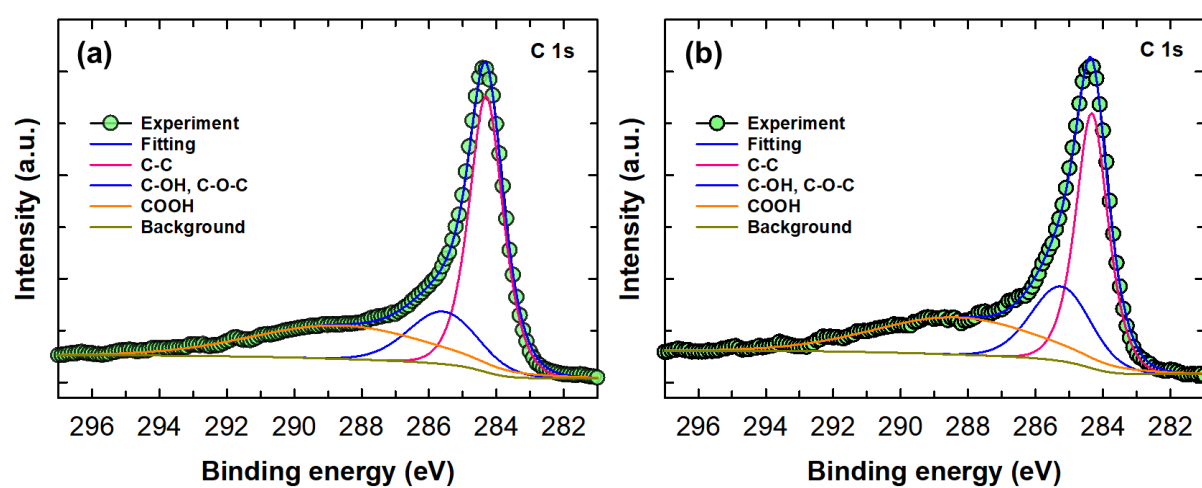 (a)
C 1s
Experiment
Fitting
C-C
C-OH, C-O-C
COOH
Background
Intensity (a.u.)
296 294 292 290 288 286 284 282
Binding energy (eV)
(b)
C 1s
Experiment
Fitting
C-C
C-OH, C-O-C
COOH
Background
Intensity (a.u.)
296 294 292 290 288 286 284 282
Binding energy (eV)